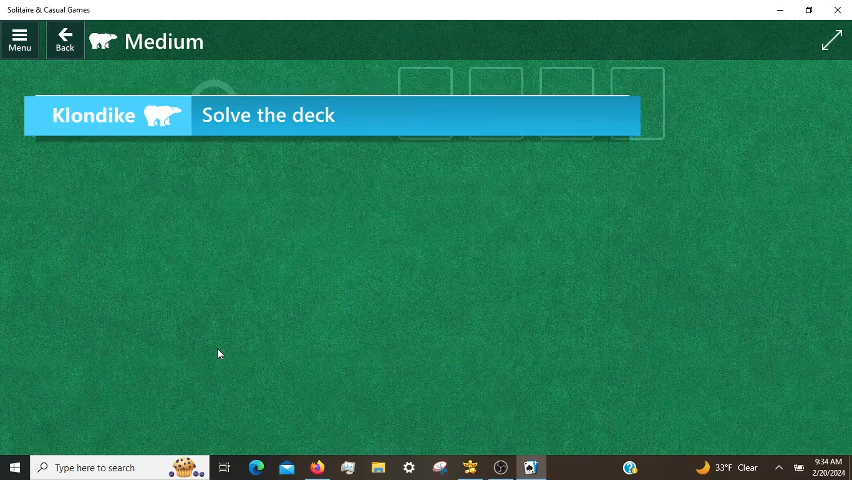 Solitaire & Casual Games
Menu
Back
Medium
Klondike
Solve the deck
Type here to search
33°F Clear
9:34 AM
2/20/2024